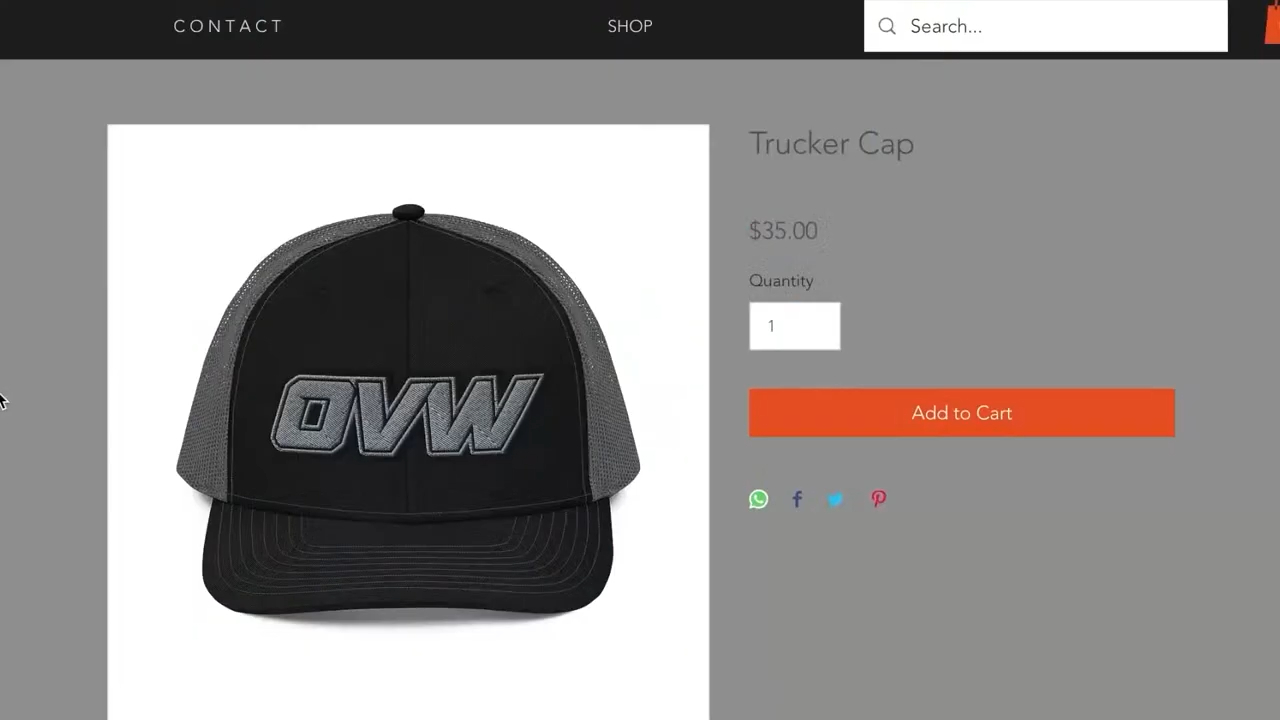 CONTACT
SHOP
Search...
Trucker Cap
$35.00
Quantity
1
Add to Cart
OVW